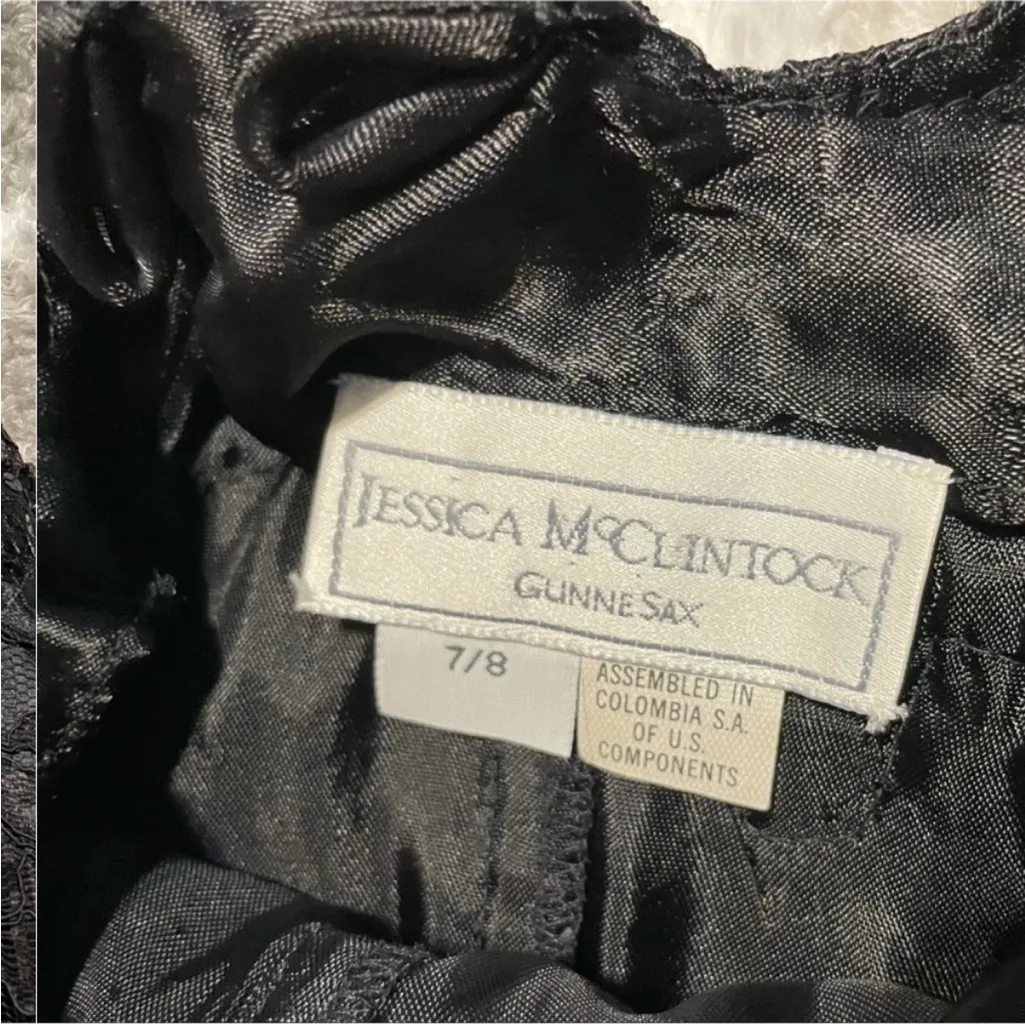 JESSICA McCLINTOCK
GUNNE SAX
7/8
ASSEMBLED IN
COLOMBIA S.A.
OF U.S.
COMPONENTS